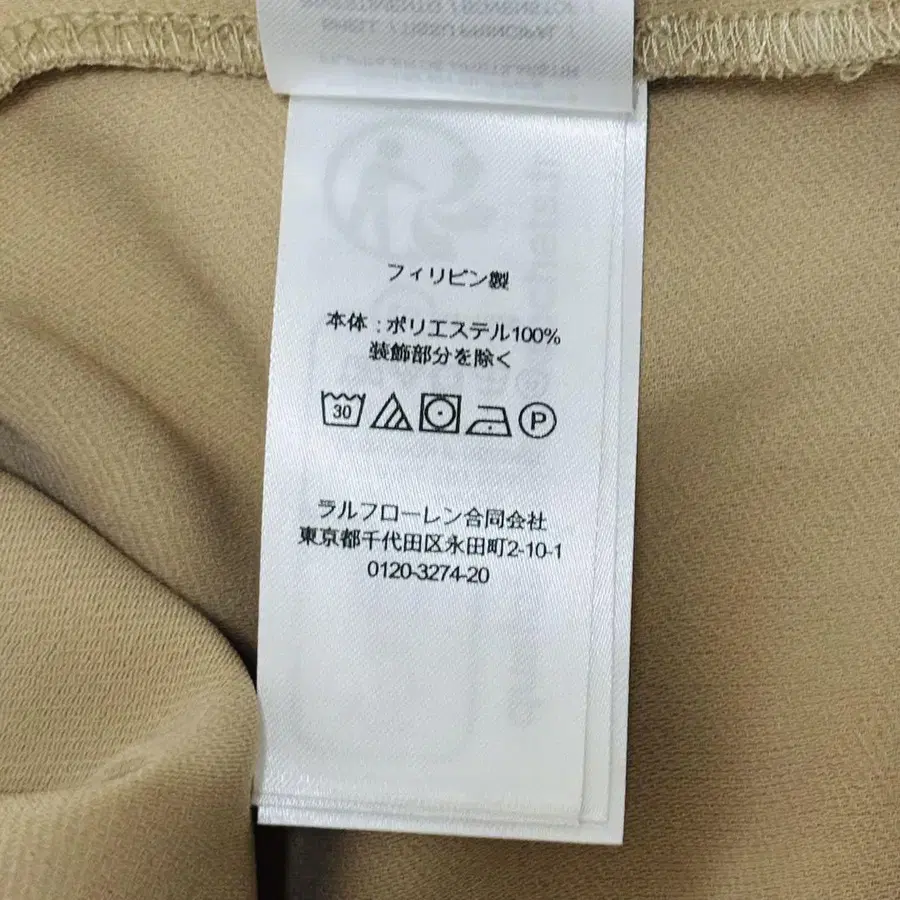 フィリピン製
本体 : ポリエステル100%
装飾部分を除く
30 P
ラルフローレン合同会社
東京都千代田区永田町2-10-1
0120-3274-20